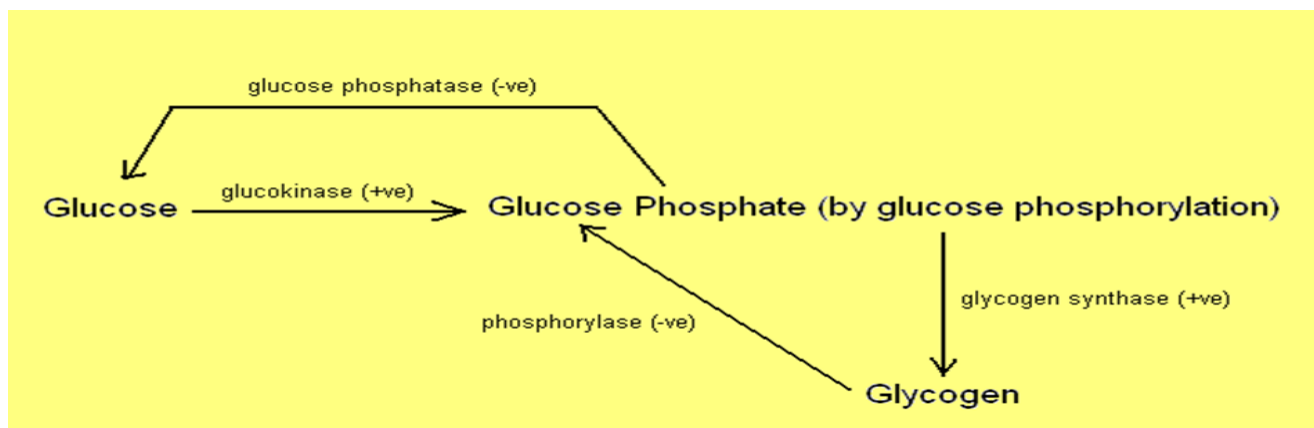 glucose phosphatase (-ve)
glucokinase (+ve)
Glucose
Glucose Phosphate (by glucose phosphorylation)
glycogen synthase (+ve)
phosphorylase (-ve)
Glycogen